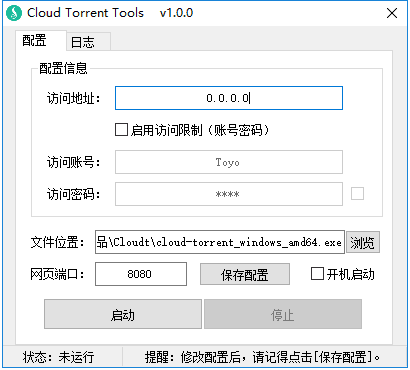 Cloud Torrent Tools v1.0.0
配置 日志
配置信息
访问地址： 0.0.0.0
启用访问限制（账号密码）
访问账号： Toyo
访问密码： ****
文件位置： 品\Cloudt\cloud-torrent_windows_amd64.exe 浏览
网页端口： 8080 保存配置 开机启动
启动 停止
状态：未运行 提醒：修改配置后，请记得点击[保存配置]。